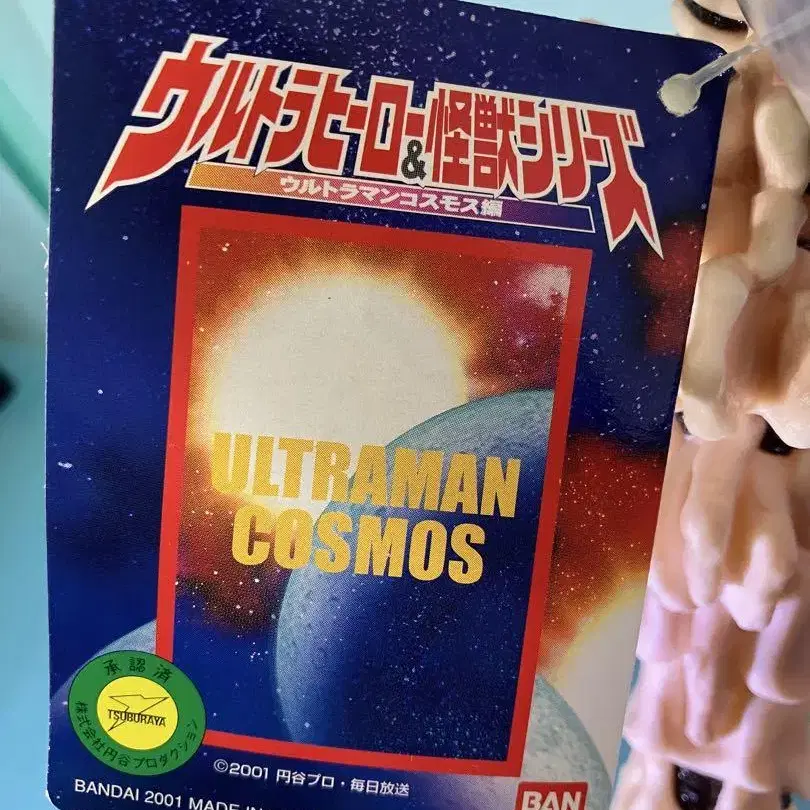 ウルトラヒーロー&怪獣シリーズ
ウルトラマンコスモス編
ULTRAMAN
COSMOS
承認済
TSUBURAYA
株式会社円谷プロダクション
©2001 円谷プロ・毎日放送
BANDAI 2001 MADE IN
BAN